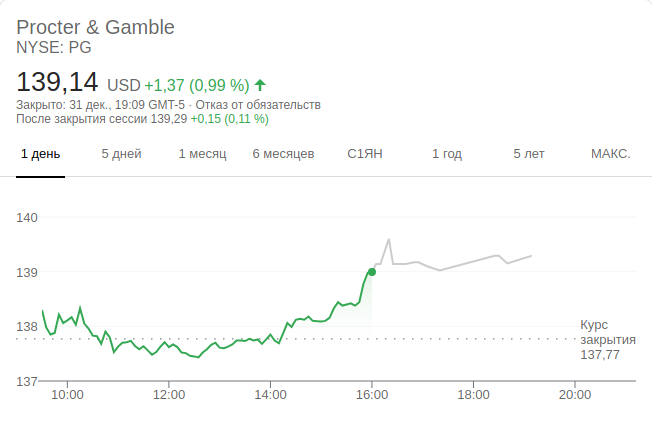 Procter & Gamble
NYSE: PG
139,14 USD +1,37 (0,99 %)
Закрыто: 31 дек., 19:09 GMT-5 · Отказ от обязательств
После закрытия сессии 139,29 +0,15 (0,11 %)
1 день 5 дней 1 месяц 6 месяцев С1ЯН 1 год 5 лет МАКС.
140
139
138
Курс
закрытия
137,77
137
10:00 12:00 14:00 16:00 18:00 20:00